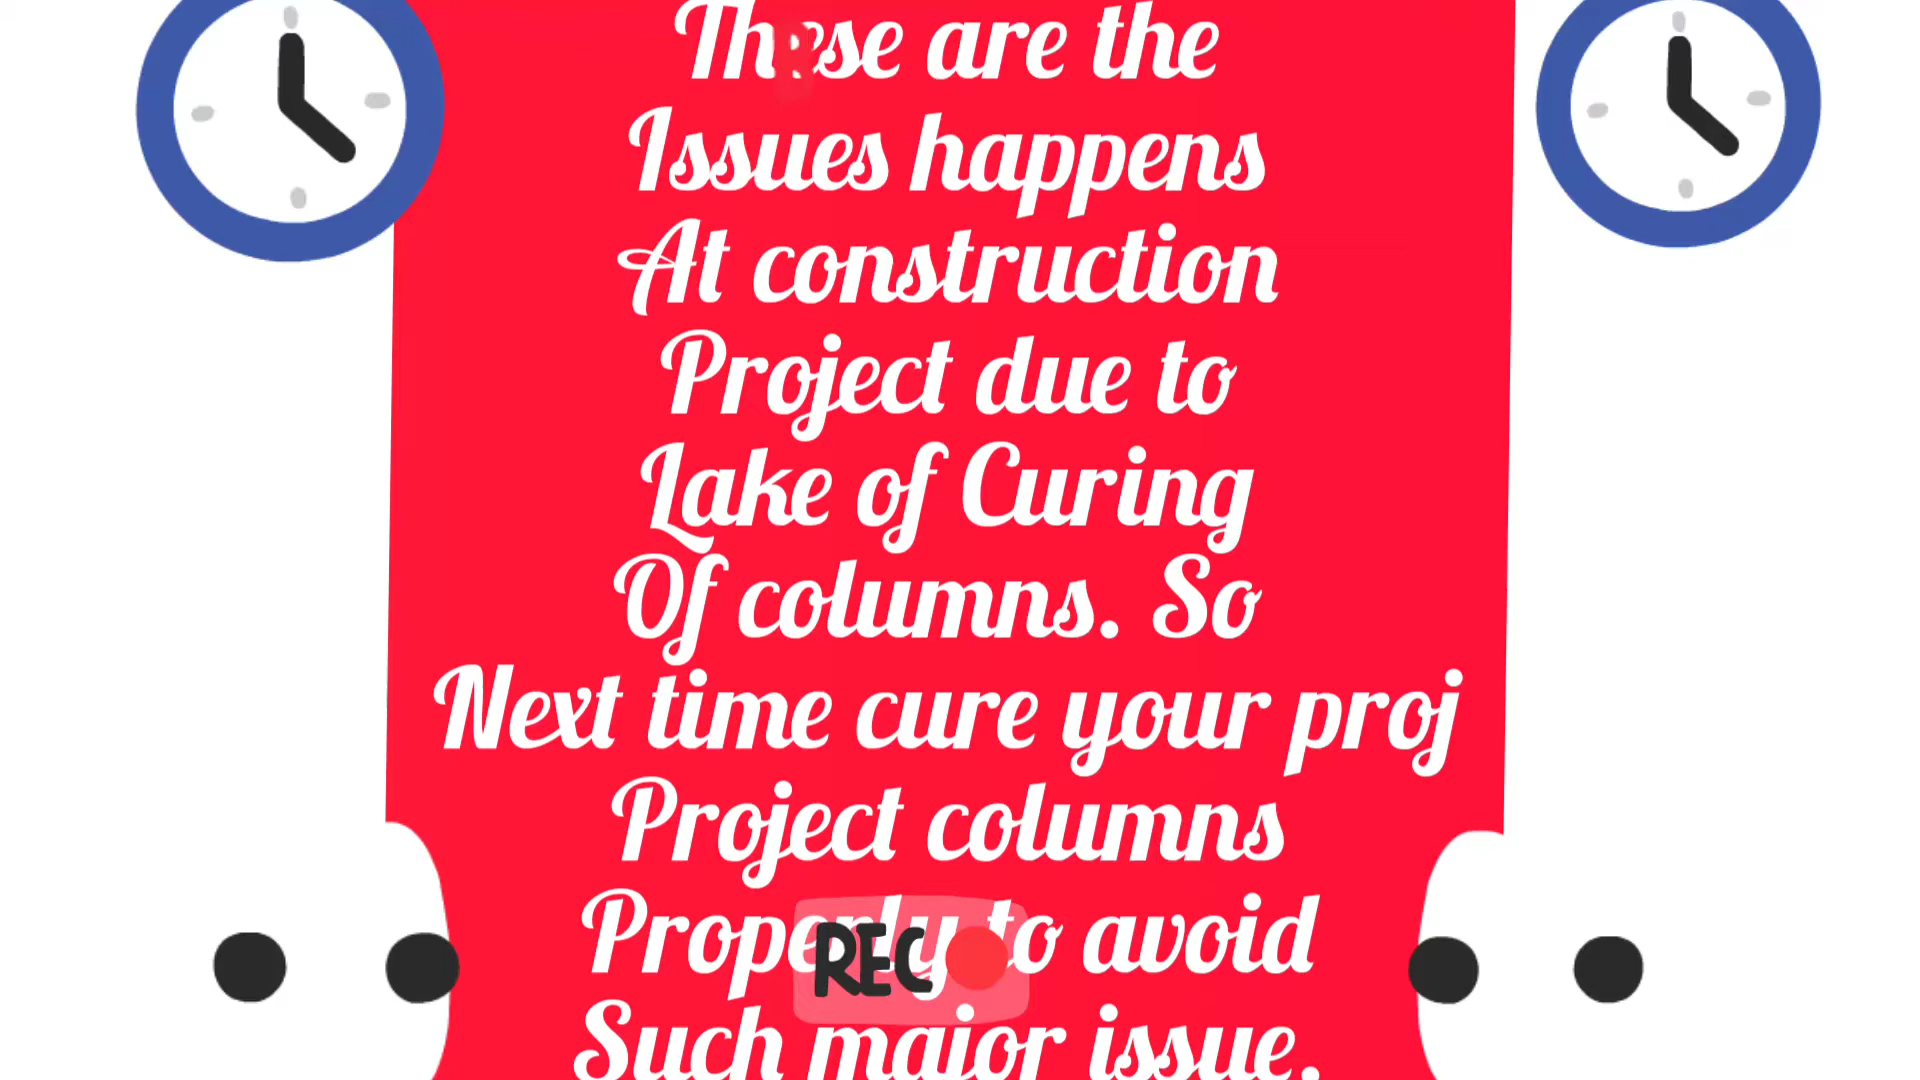 These are the
Issues happens
At construction
Project due to
Lake of Curing
Of columns. So
Next time cure your proj
Project columns
Properly to avoid
REC
Such major issue.